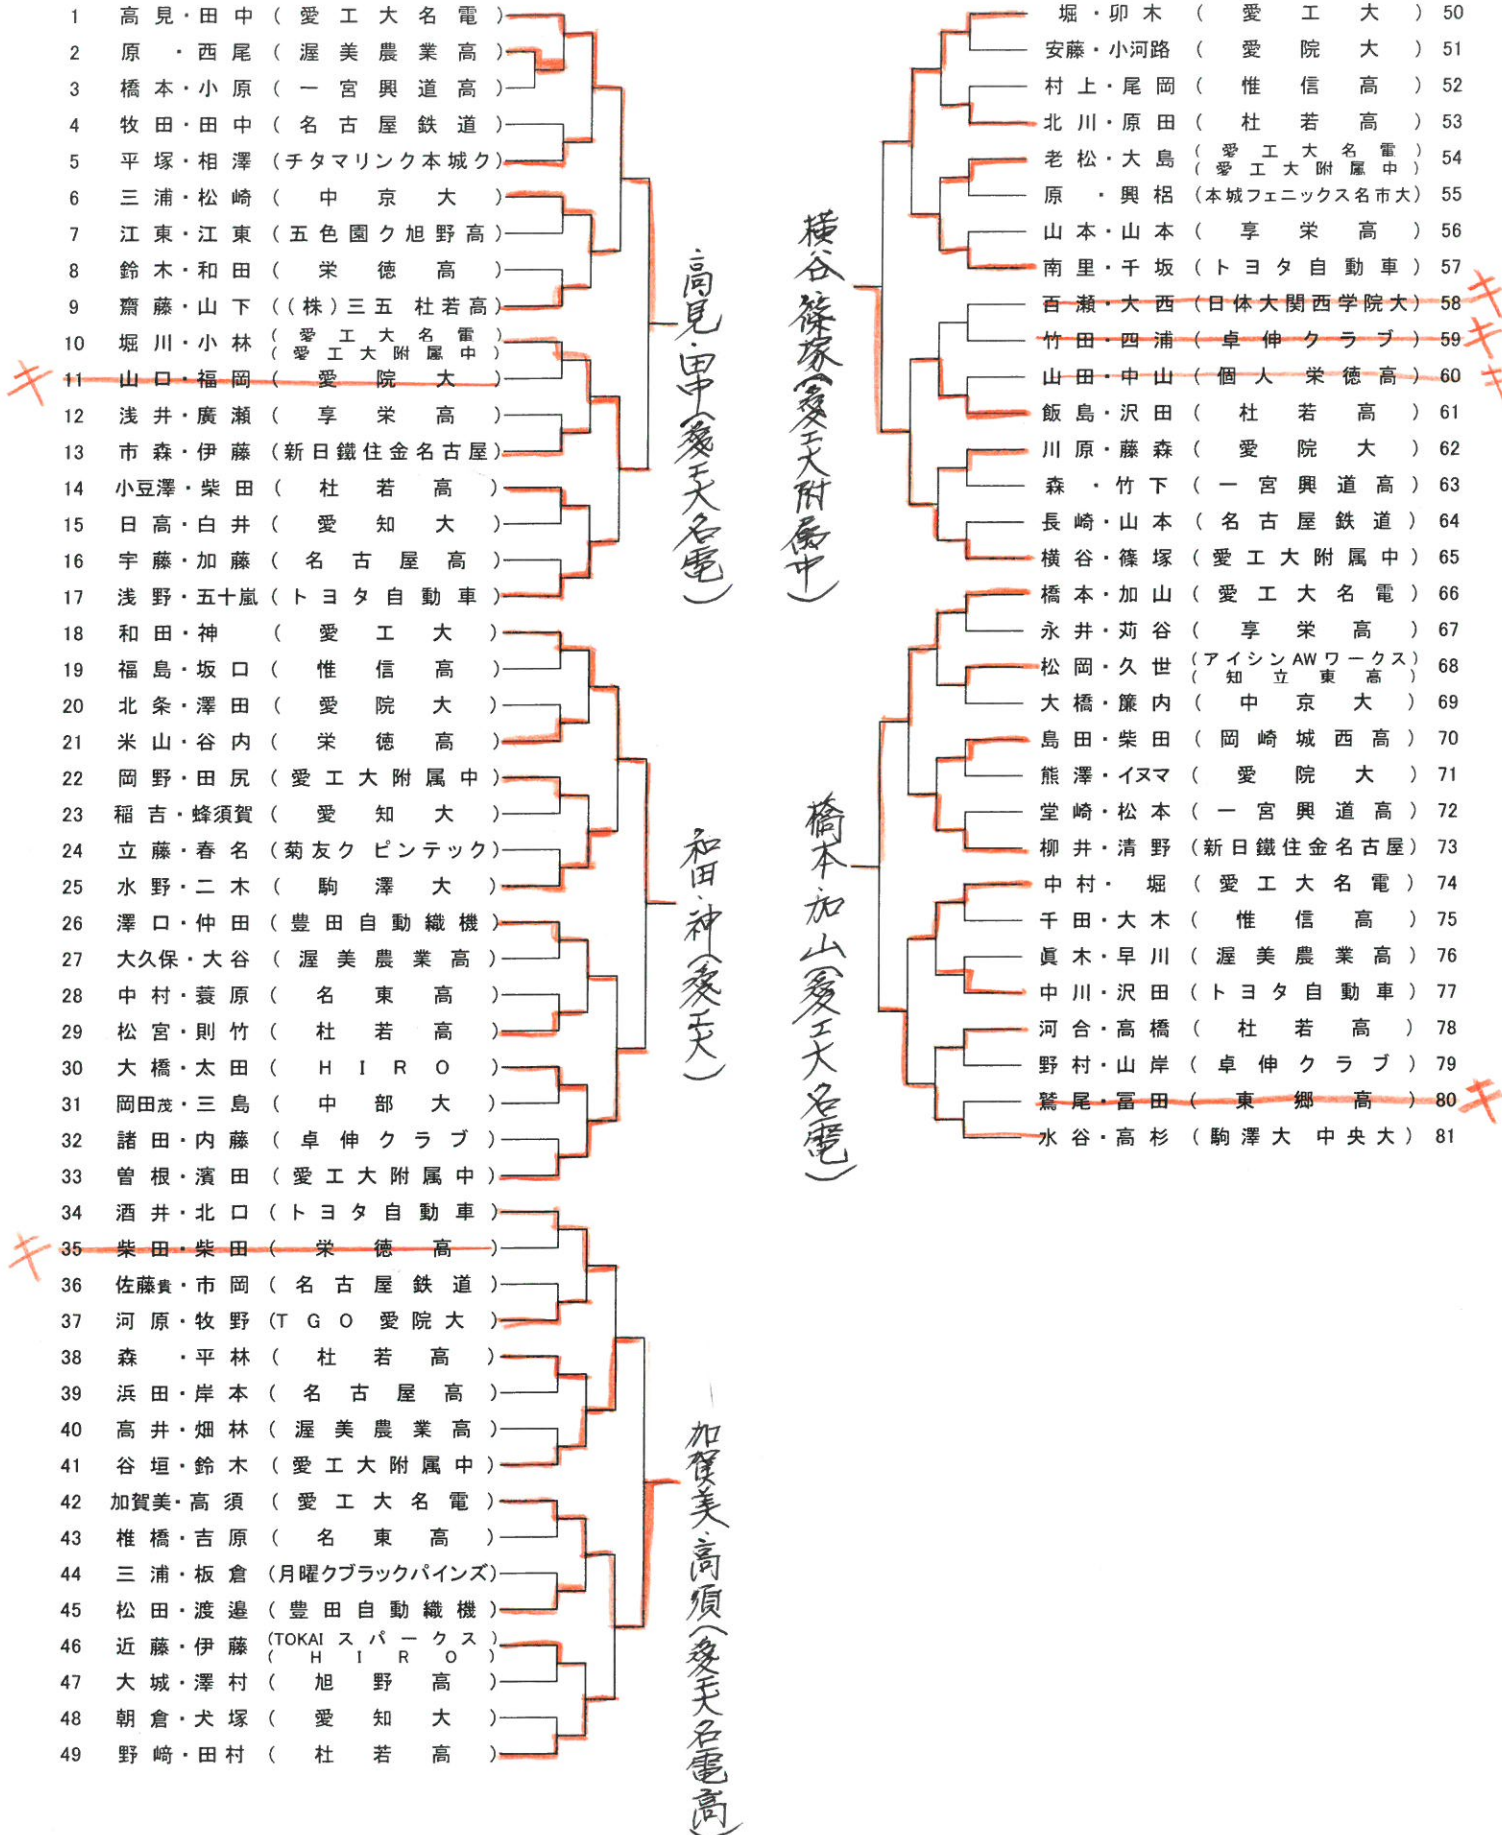 1 高見・田中 (愛工大名電)
2 原・西尾 (渥美農業高)
3 橋本・小原 (一宮興道高)
4 牧田・田中 (名古屋鉄道)
5 平塚・相澤 (チタマリンク本城ク)
6 三浦・松崎 (中京大)
7 江東・江東 (五色園ク旭野高)
8 鈴木・和田 (栄徳高)
9 齋藤・山下 ((株)三五 杜若高)
10 堀川・小林 (愛工大名電)
(愛工大附属中)
キ 11 山口・福岡 (愛院大)
12 浅井・廣瀬 (享栄高)
13 市森・伊藤 (新日鐵住金名古屋)
14 小豆澤・柴田 (杜若高)
15 日高・白井 (愛知大)
16 宇藤・加藤 (名古屋高)
17 浅野・五十嵐 (トヨタ自動車)
18 和田・神 (愛工大)
19 福島・坂口 (惟信高)
20 北条・澤田 (愛院大)
21 米山・谷内 (栄徳高)
22 岡野・田尻 (愛工大附属中)
23 稲吉・蜂須賀 (愛知大)
24 立藤・春名 (菊友ク ピンテック)
25 水野・二木 (駒澤大)
26 澤口・仲田 (豊田自動織機)
27 大久保・大谷 (渥美農業高)
28 中村・蓑原 (名東高)
29 松宮・則竹 (杜若高)
30 大橋・太田 (HIRO)
31 岡田茂・三島 (中部大)
32 諸田・内藤 (卓伸クラブ)
33 曽根・濱田 (愛工大附属中)
34 酒井・北口 (トヨタ自動車)
キ 35 柴田・柴田 (栄徳高)
36 佐藤貴・市岡 (名古屋鉄道)
37 河原・牧野 (TGO 愛院大)
38 森・平林 (杜若高)
39 浜田・岸本 (名古屋高)
40 高井・畑林 (渥美農業高)
41 谷垣・鈴木 (愛工大附属中)
42 加賀美・高須 (愛工大名電)
43 椎橋・吉原 (名東高)
44 三浦・板倉 (月曜クブラックパインズ)
45 松田・渡邉 (豊田自動織機)
46 近藤・伊藤 (TOKAIスパークス)
(HIRO)
47 大城・澤村 (旭野高)
48 朝倉・犬塚 (愛知大)
49 野﨑・田村 (杜若高)
高見・田中(愛工大名電)
和田・神(愛工大)
加賀美・高須(愛工大名電高)
横谷 篠塚(愛工大附属中)
橋本 加山(愛工大名電)
堀・卯木 (愛工大) 50
安藤・小河路 (愛院大) 51
村上・尾岡 (惟信高) 52
北川・原田 (杜若高) 53
老松・大島 (愛工大名電) 54
(愛工大附属中)
原・興梠 (本城フェニックス名市大) 55
山本・山本 (享栄高) 56
南里・千坂 (トヨタ自動車) 57
百瀬・大西 (日体大関西学院大) 58 キ
竹田・四浦 (卓伸クラブ) 59 キ
山田・中山 (個人 栄徳高) 60 キ
飯島・沢田 (杜若高) 61
川原・藤森 (愛院大) 62
森・竹下 (一宮興道高) 63
長崎・山本 (名古屋鉄道) 64
横谷・篠塚 (愛工大附属中) 65
橋本・加山 (愛工大名電) 66
永井・苅谷 (享栄高) 67
松岡・久世 (アイシンAWワークス) 68
(知立東高)
大橋・簾内 (中京大) 69
島田・柴田 (岡崎城西高) 70
熊澤・イヌマ (愛院大) 71
堂崎・松本 (一宮興道高) 72
柳井・清野 (新日鐵住金名古屋) 73
中村・堀 (愛工大名電) 74
千田・大木 (惟信高) 75
眞木・早川 (渥美農業高) 76
中川・沢田 (トヨタ自動車) 77
河合・高橋 (杜若高) 78
野村・山岸 (卓伸クラブ) 79
鷲尾・冨田 (東郷高) 80 キ
水谷・高杉 (駒澤大 中央大) 81